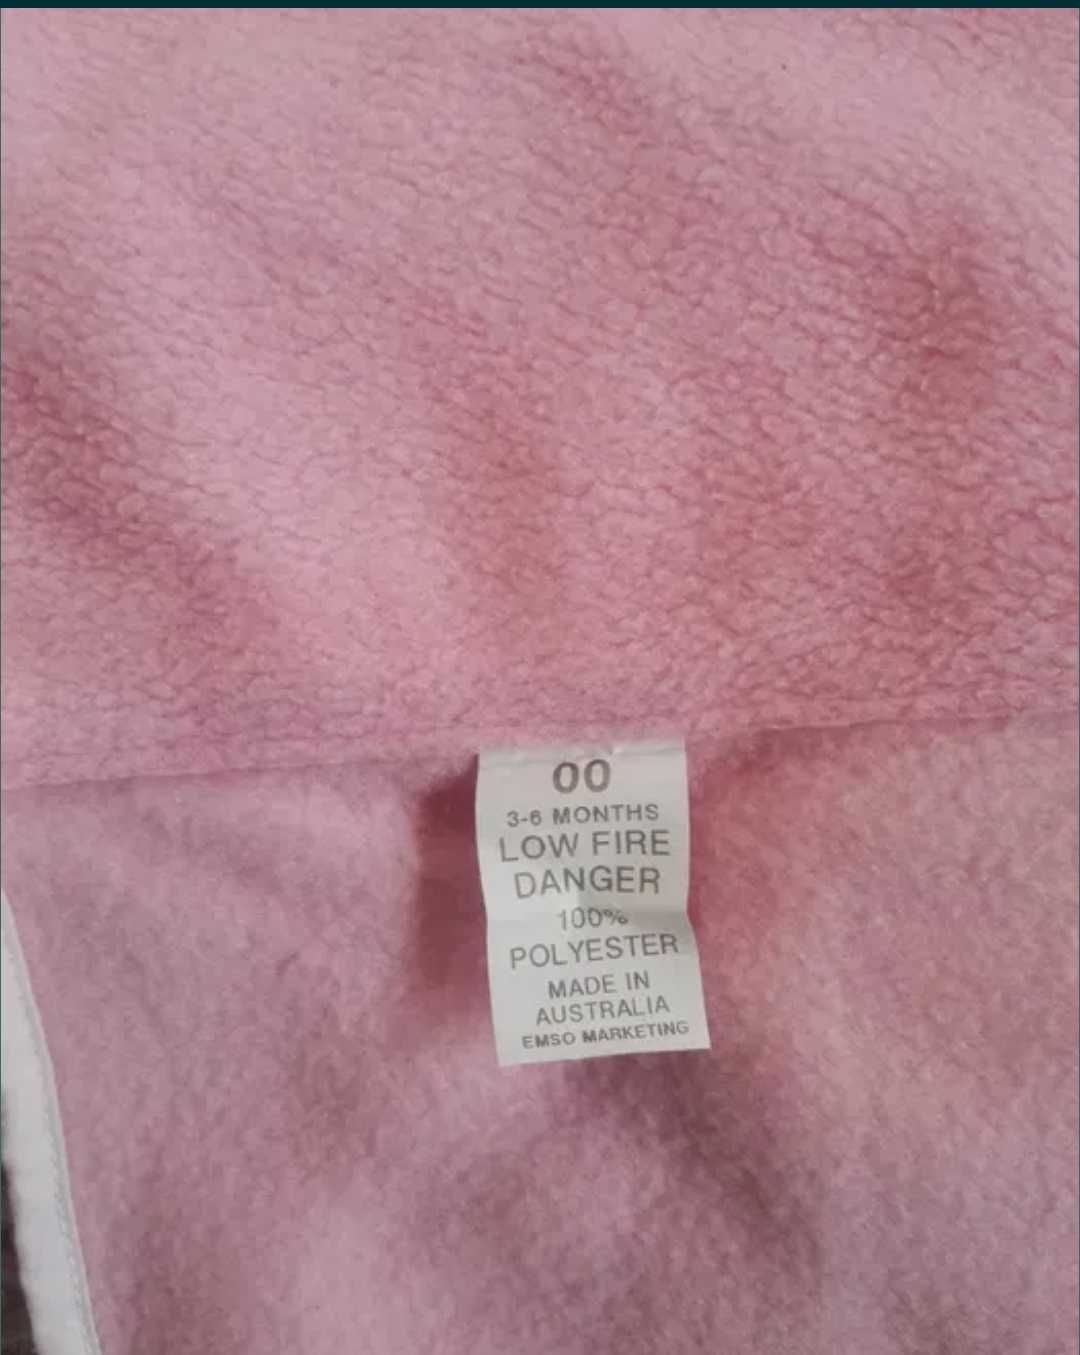 00
3-6 MONTHS
LOW FIRE
DANGER
100%
POLYESTER
MADE IN
AUSTRALIA
EMSO MARKETING